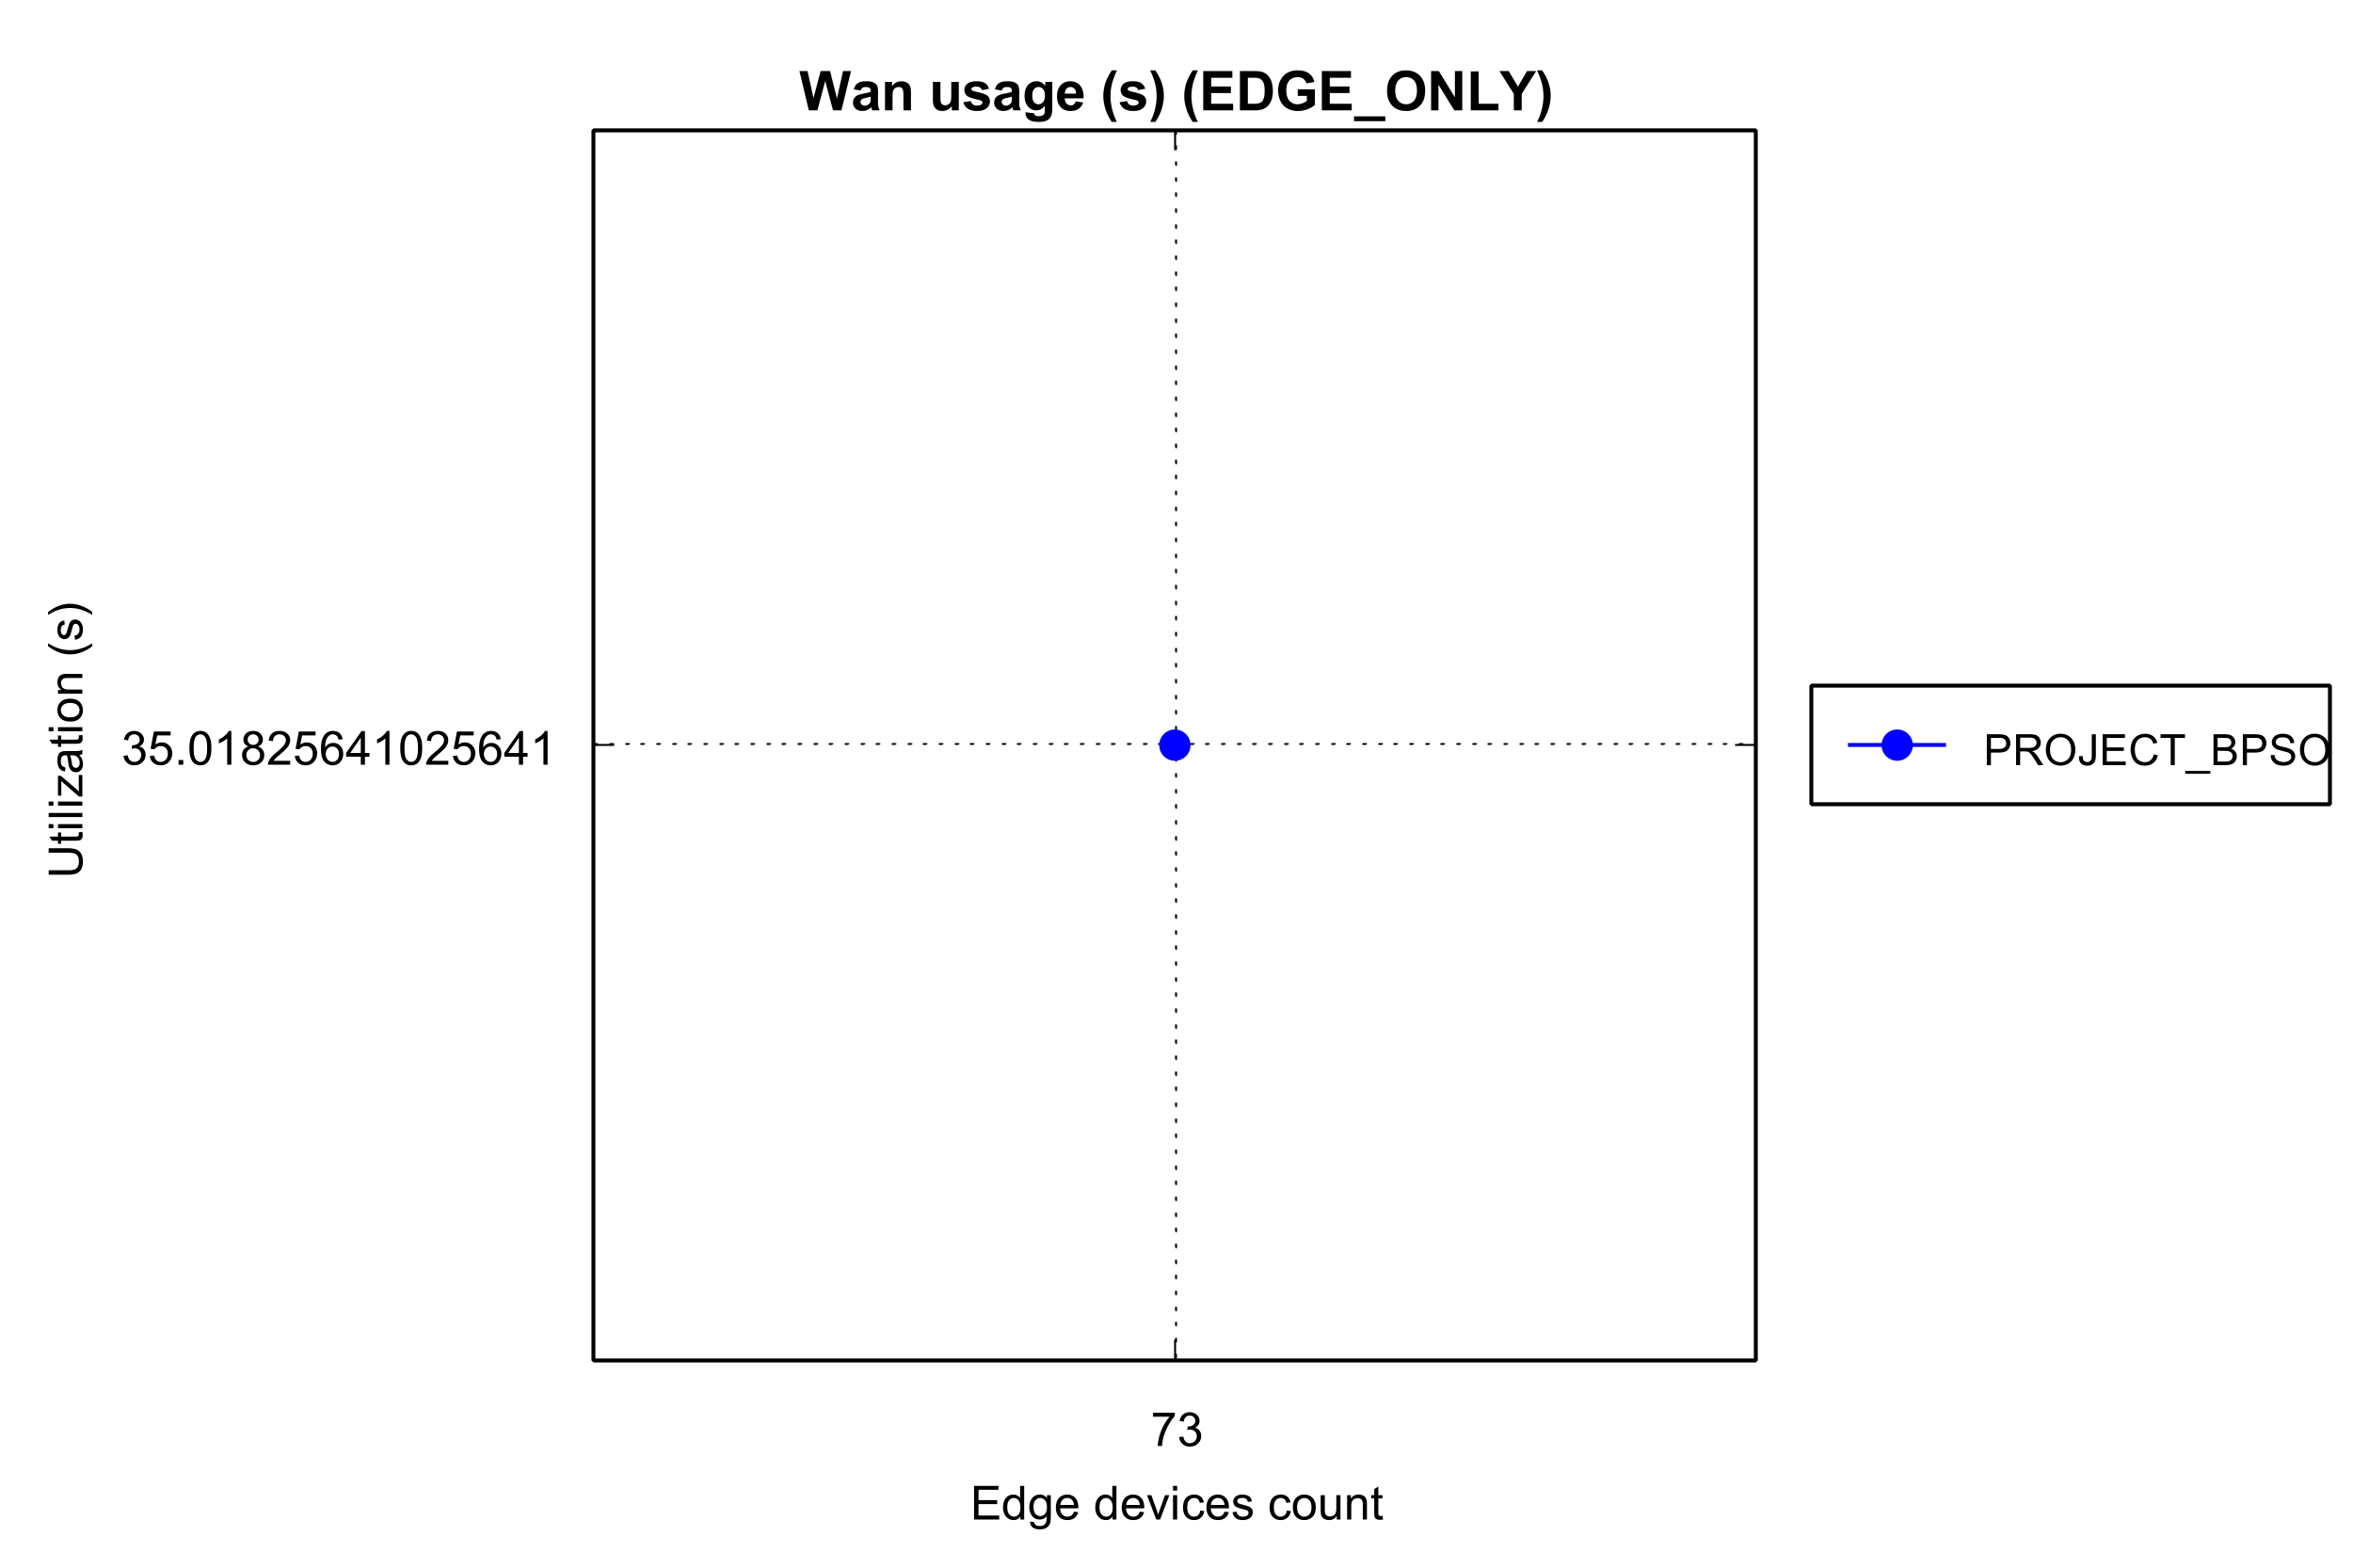 Wan usage (s) (EDGE_ONLY)
Utilization (s)
35.01825641025641
PROJECT_BPSO
73
Edge devices count